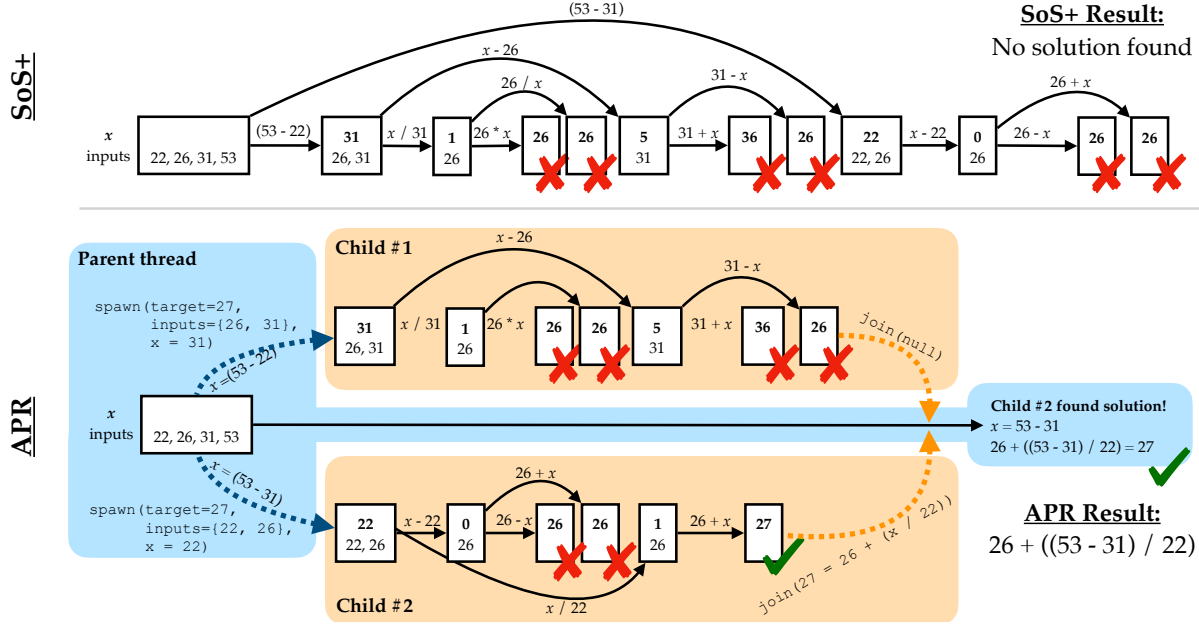 SoS+
(53 - 31)
SoS+ Result:
No solution found
x - 26
26 / x
31 - x
26 + x
x
inputs
22, 26, 31, 53
(53 - 22)
31
26, 31
x / 31
1
26
26 * x
26
26
5
31
31 + x
36
26
22
22, 26
x - 22
0
26
26 - x
26
26
APR
Parent thread
spawn(target=27,
inputs={26, 31},
x = 31)
x =(53 - 22)
x
inputs
22, 26, 31, 53
x = (53 - 31)
spawn(target=27,
inputs={22, 26},
x = 22)
Child #1
x - 26
31 - x
31
26, 31
x / 31
1
26
26 * x
26
26
5
31
31 + x
36
26
join(null)
Child #2 found solution!
x = 53 - 31
26 + ((53 - 31) / 22) = 27
26 + x
22
22, 26
x - 22
0
26
26 - x
26
26
1
26
26 + x
27
x / 22
Child #2
join(27 = 26 + (x / 22))
APR Result:
26 + ((53 - 31) / 22)